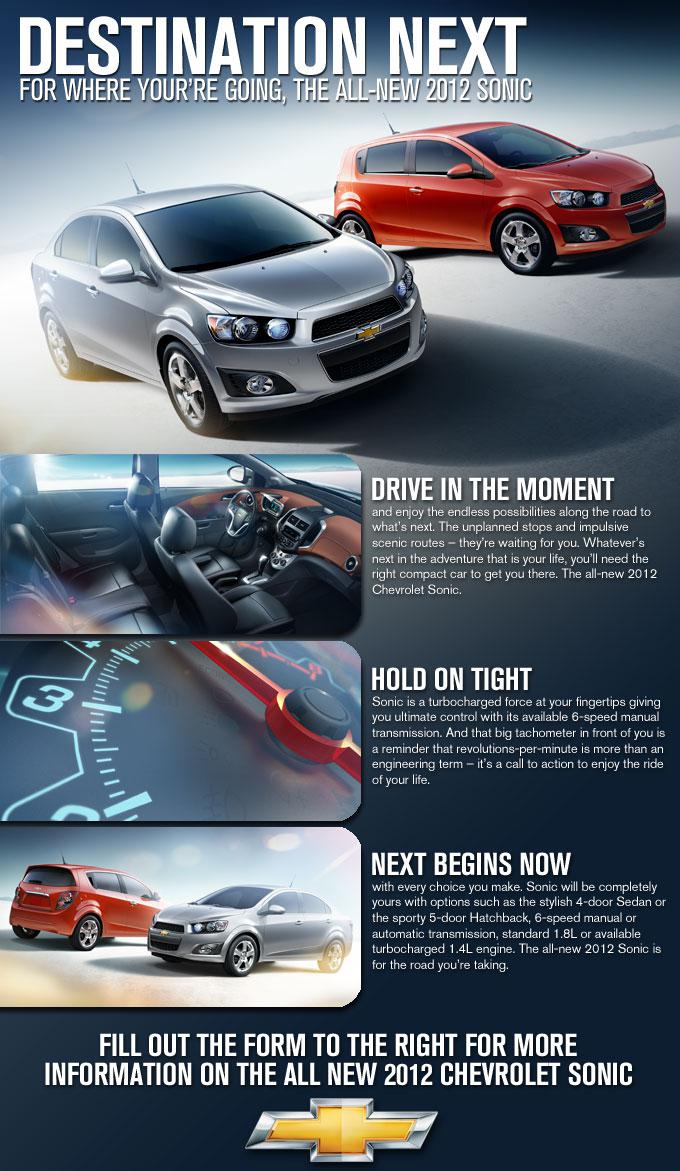 DESTINATION NEXT
FOR WHERE YOUR'RE GOING, THE ALL-NEW 2012 SONIC
DRIVE IN THE MOMENT
and enjoy the endless possibilities along the road to
what's next. The unplanned stops and impulsive
scenic routes – they're waiting for you. Whatever's
next in the adventure that is your life, you'll need the
right compact car to get you there. The all-new 2012
Chevrolet Sonic.
3
HOLD ON TIGHT
Sonic is a turbocharged force at your fingertips giving
you ultimate control with its available 6-speed manual
transmission. And that big tachometer in front of you is
a reminder that revolutions-per-minute is more than an
engineering term – it's a call to action to enjoy the ride
of your life.
NEXT BEGINS NOW
with every choice you make. Sonic will be completely
yours with options such as the stylish 4-door Sedan or
the sporty 5-door Hatchback, 6-speed manual or
automatic transmission, standard 1.8L or available
turbocharged 1.4L engine. The all-new 2012 Sonic is
for the road you're taking.
FILL OUT THE FORM TO THE RIGHT FOR MORE
INFORMATION ON THE ALL NEW 2012 CHEVROLET SONIC